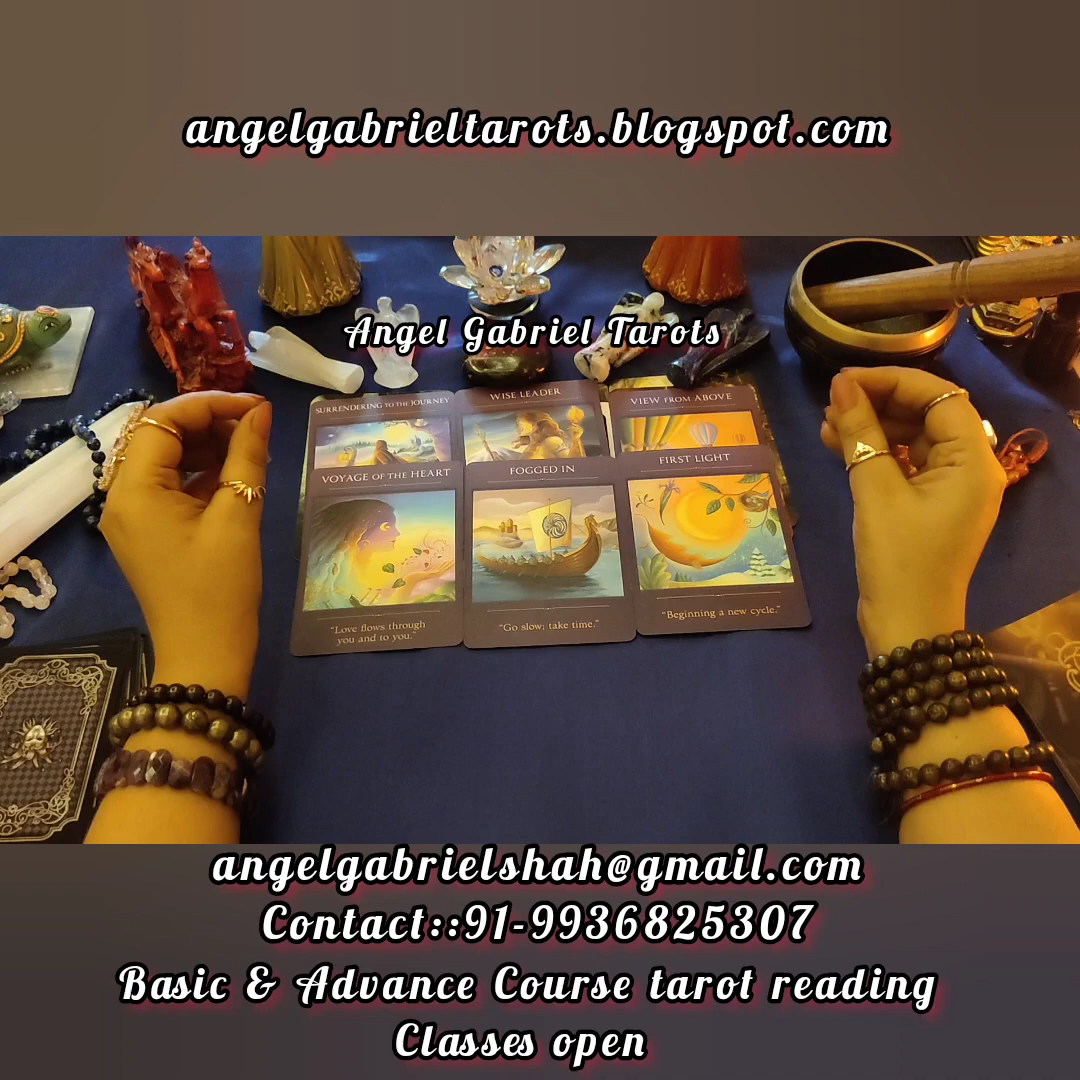 angelgabrieltarots.blogspot.com
Angel Gabriel Tarots
SURRENDERING TO THE JOURNEY
WISE LEADER
VIEW FROM ABOVE
VOYAGE OF THE HEART
FOGGED IN
FIRST LIGHT
"Love flows through
you and to you."
"Go slow; take time."
"Beginning a new cycle."
angelgabrielshah@gmail.com
Contact::91-9936825307
Basic & Advance Course tarot reading
Classes open